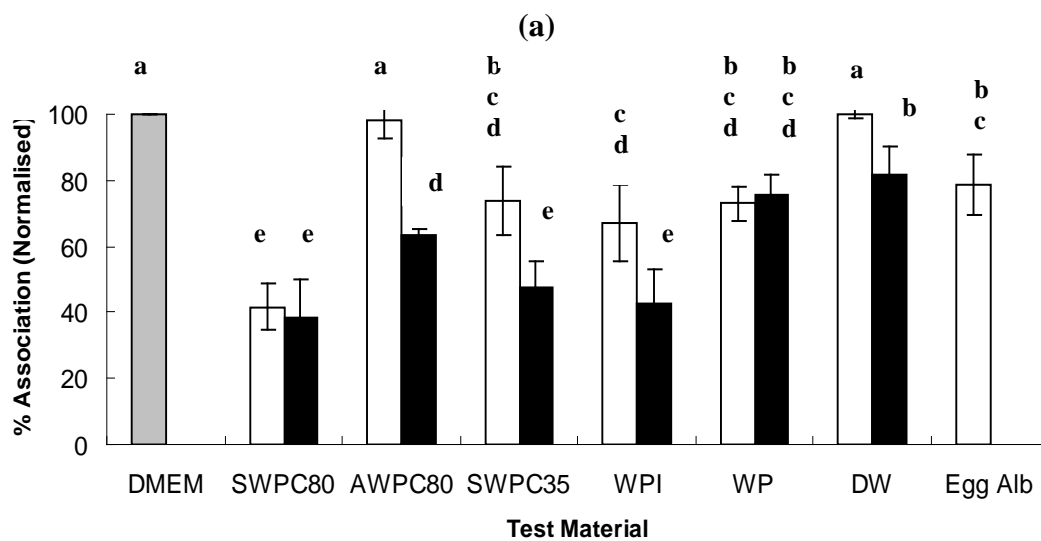 (a)
% Association (Normalised)
100
80
60
40
20
0
a
e e
a
d
b
c
d
e
c
d
e
b
c
d
b
c
d
a
b
b
c
DMEM SWPC80 AWPC80 SWPC35 WPI WP DW Egg Alb
Test Material